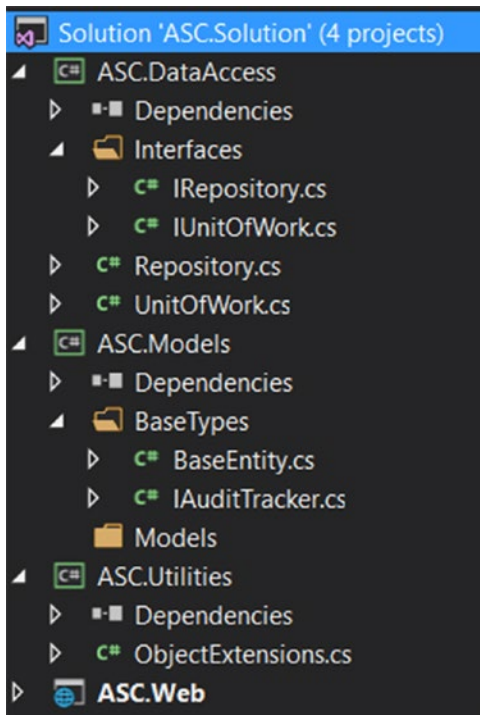 Solution 'ASC.Solution' (4 projects)
C# ASC.DataAccess
Dependencies
Interfaces
C# IRepository.cs
C# IUnitOfWork.cs
C# Repository.cs
C# UnitOfWork.cs
C# ASC.Models
Dependencies
BaseTypes
C# BaseEntity.cs
C# IAuditTracker.cs
Models
C# ASC.Utilities
Dependencies
C# ObjectExtensions.cs
ASC.Web